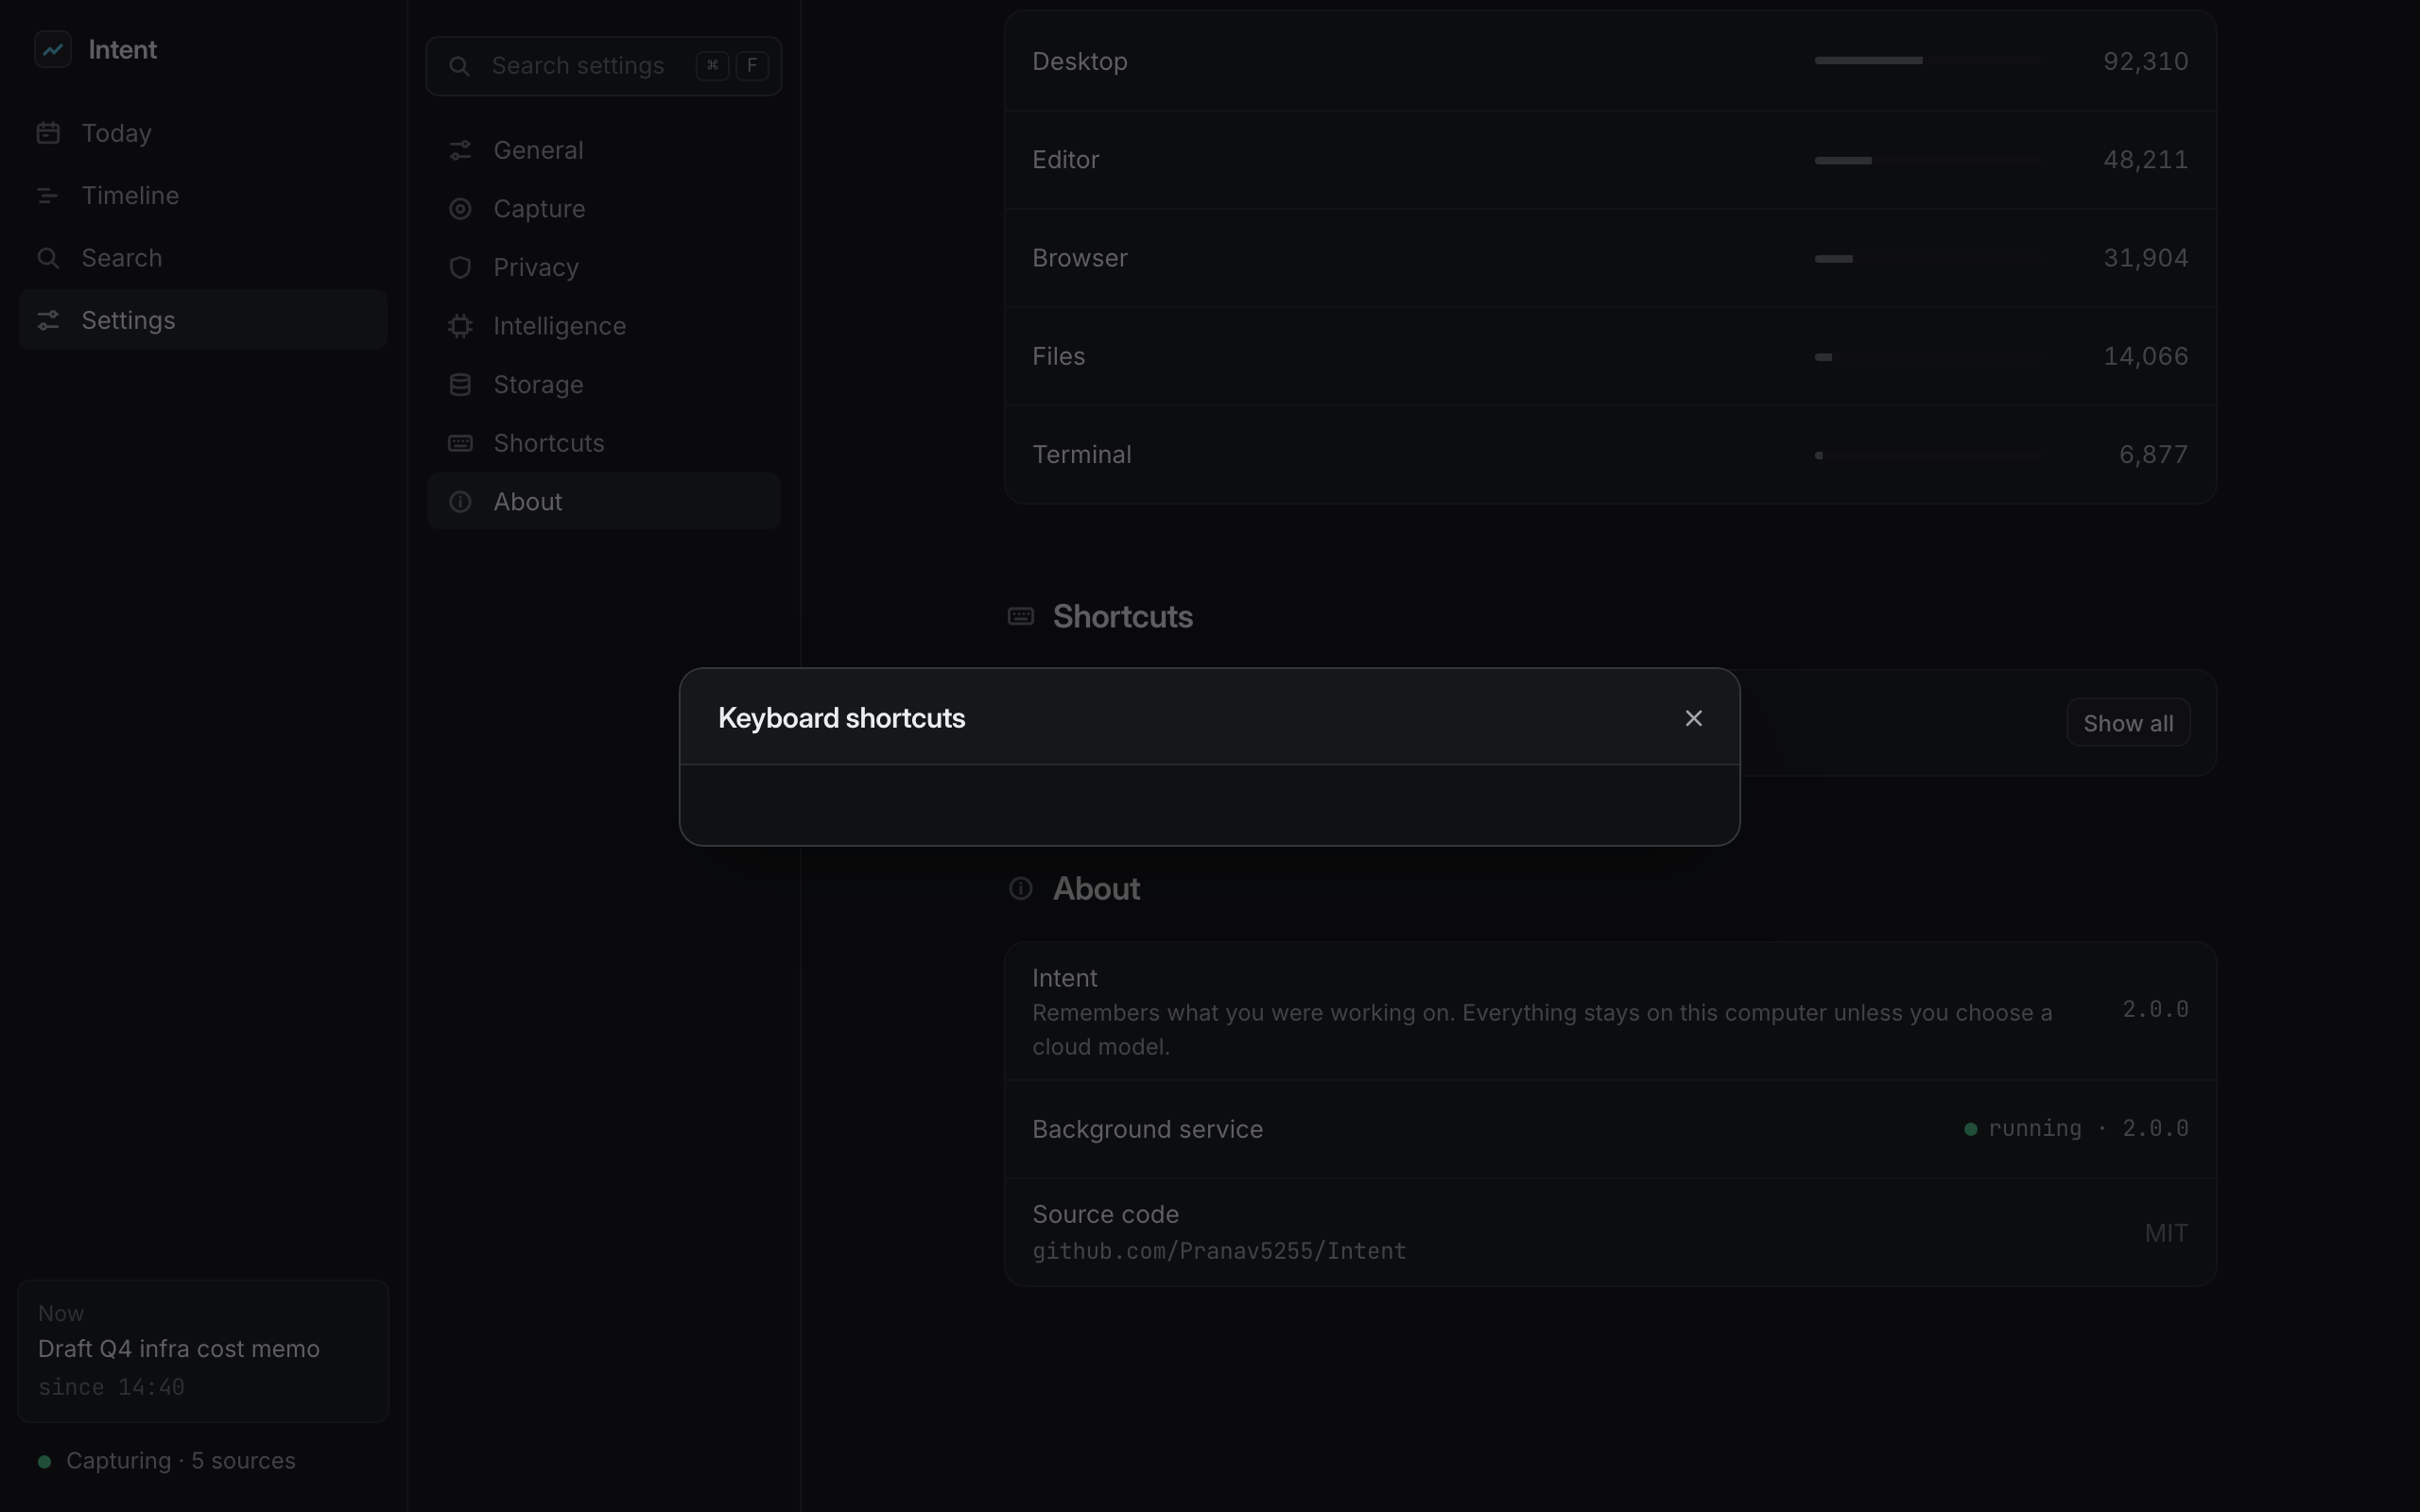 Intent
Today
Timeline
Search
Settings
Now
Draft Q4 infra cost memo
since 14:40
Capturing · 5 sources
Search settings ⌘ F
General
Capture
Privacy
Intelligence
Storage
Shortcuts
About
Desktop 92,310
Editor 48,211
Browser 31,904
Files 14,066
Terminal 6,877
Shortcuts
Show all
Keyboard shortcuts
About
Intent
Remembers what you were working on. Everything stays on this computer unless you choose a
cloud model.
2.0.0
Background service running · 2.0.0
Source code
github.com/Pranav5255/Intent
MIT